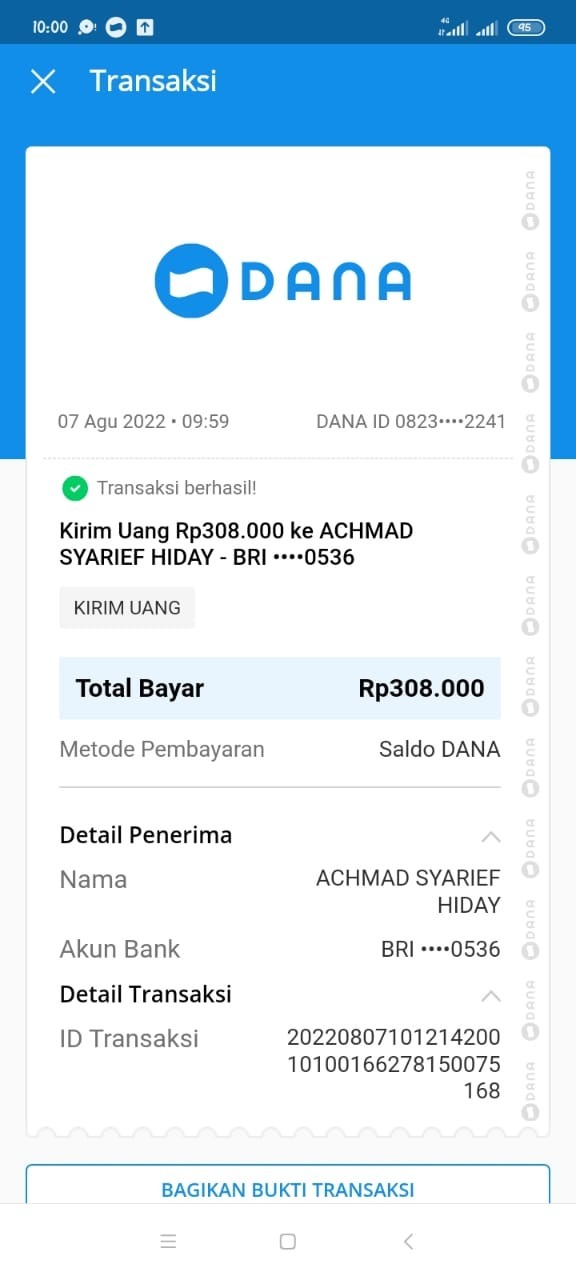 10:00
4G
95
Transaksi
DANA
07 Agu 2022 • 09:59
DANA ID 0823••••2241
Transaksi berhasil!
Kirim Uang Rp308.000 ke ACHMAD
SYARIEF HIDAY - BRI ••••0536
KIRIM UANG
Total Bayar
Rp308.000
Metode Pembayaran
Saldo DANA
Detail Penerima
Nama
ACHMAD SYARIEF
HIDAY
Akun Bank
BRI ••••0536
Detail Transaksi
ID Transaksi
20220807101214200
10100166278150075
168
BAGIKAN BUKTI TRANSAKSI
DANA
DANA
DANA
DANA
DANA
DANA
DANA
DANA
DANA
DANA
DANA
DANA